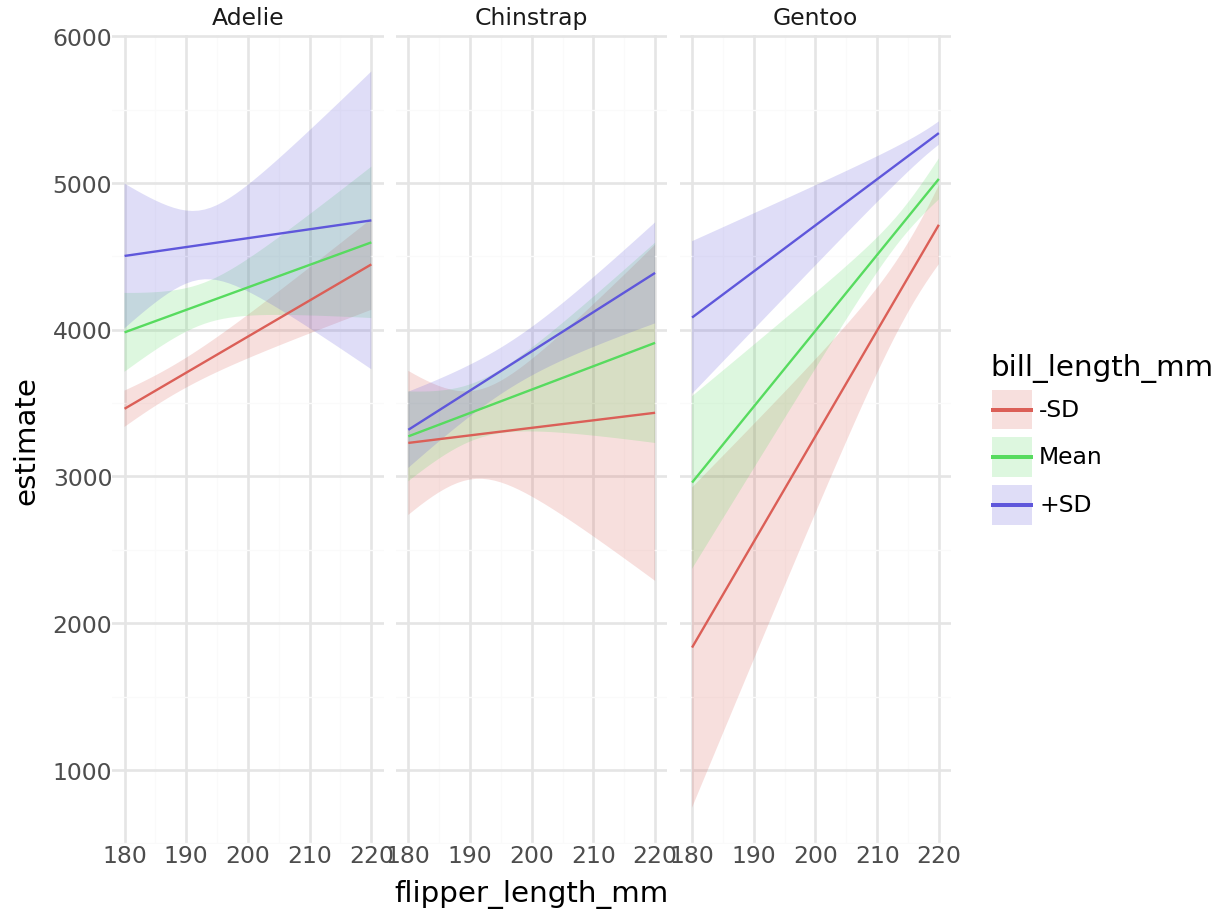 Adelie Chinstrap Gentoo
6000
5000
4000
3000
2000
1000
estimate
180 190 200 210 220 180 190 200 210 220 180 190 200 210 220
flipper_length_mm
bill_length_mm
-SD
Mean
+SD